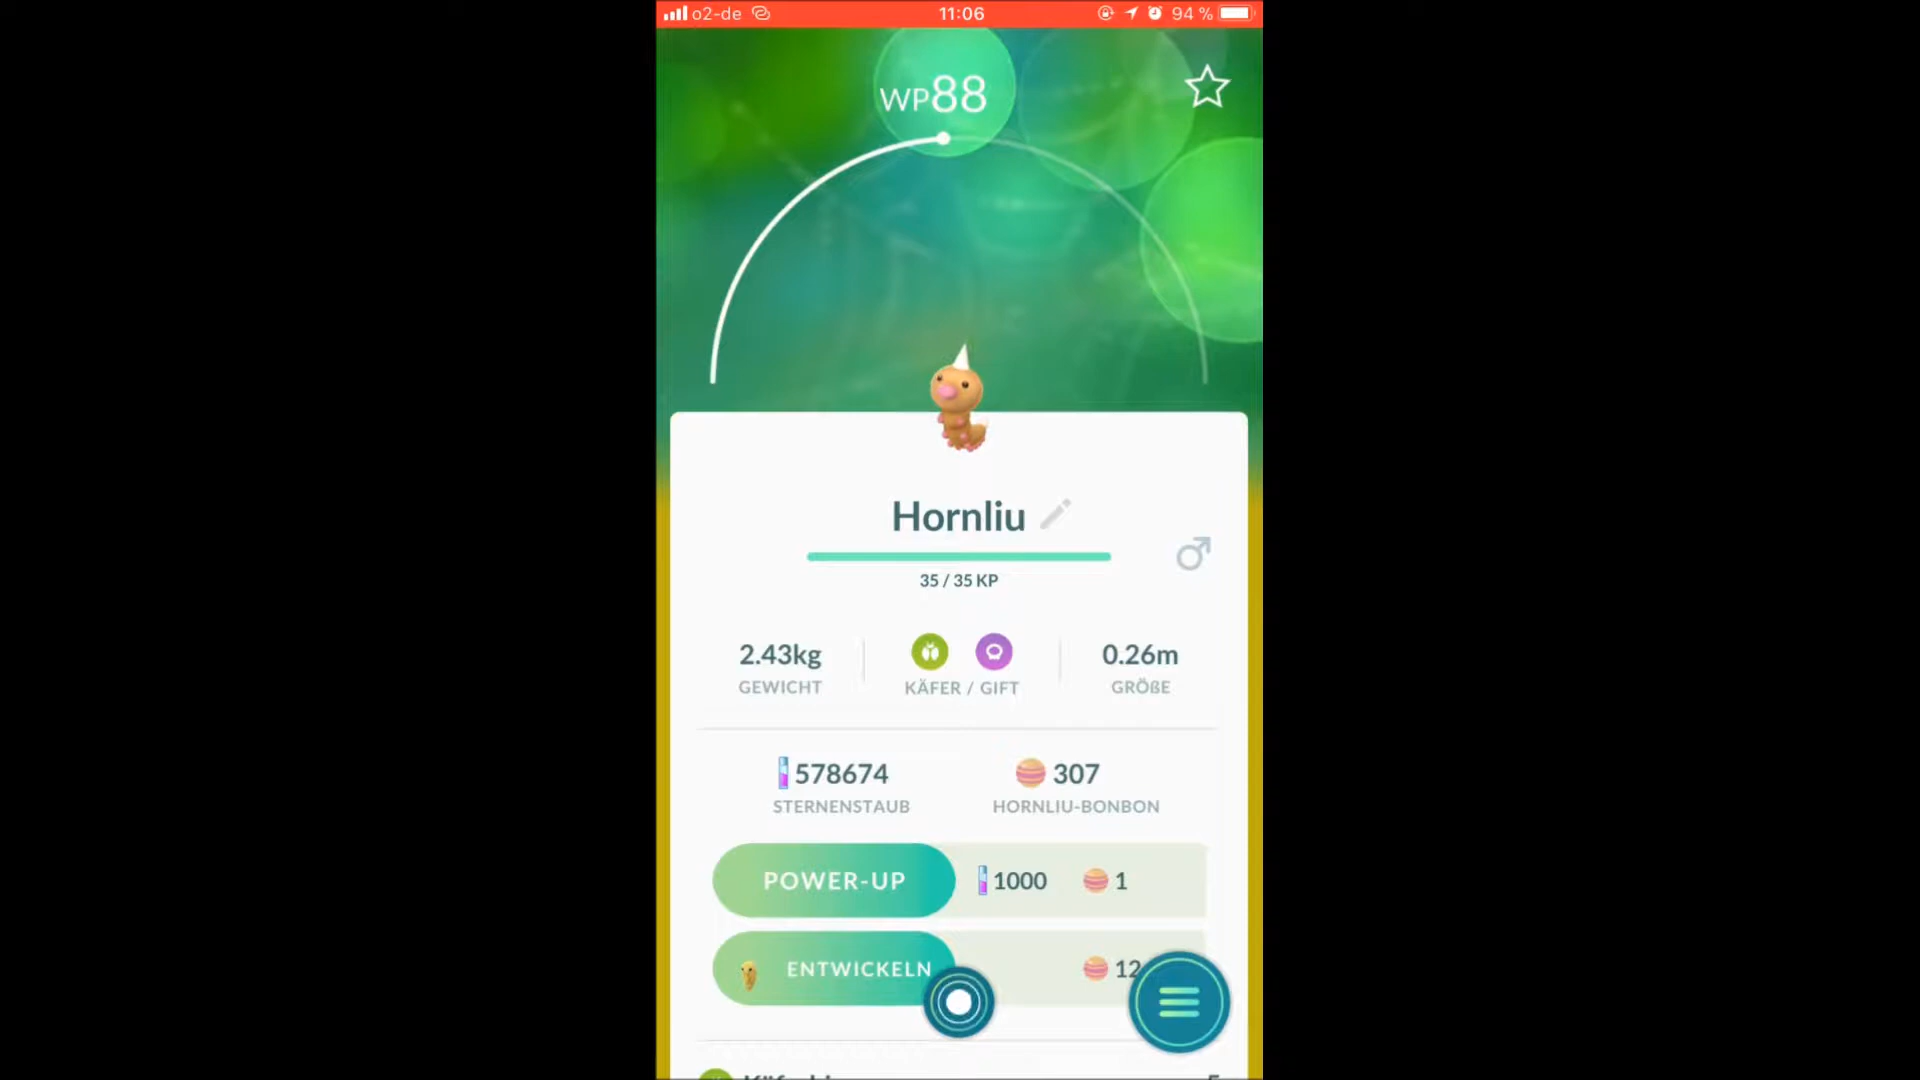 o2-de 11:06 94 %
WP88
Hornliu
35 / 35 KP
2.43kg 0.26m
GEWICHT KÄFER / GIFT GRÖßE
578674 307
STERNENSTAUB HORNLIU-BONBON
POWER-UP 1000 1
ENTWICKELN 12